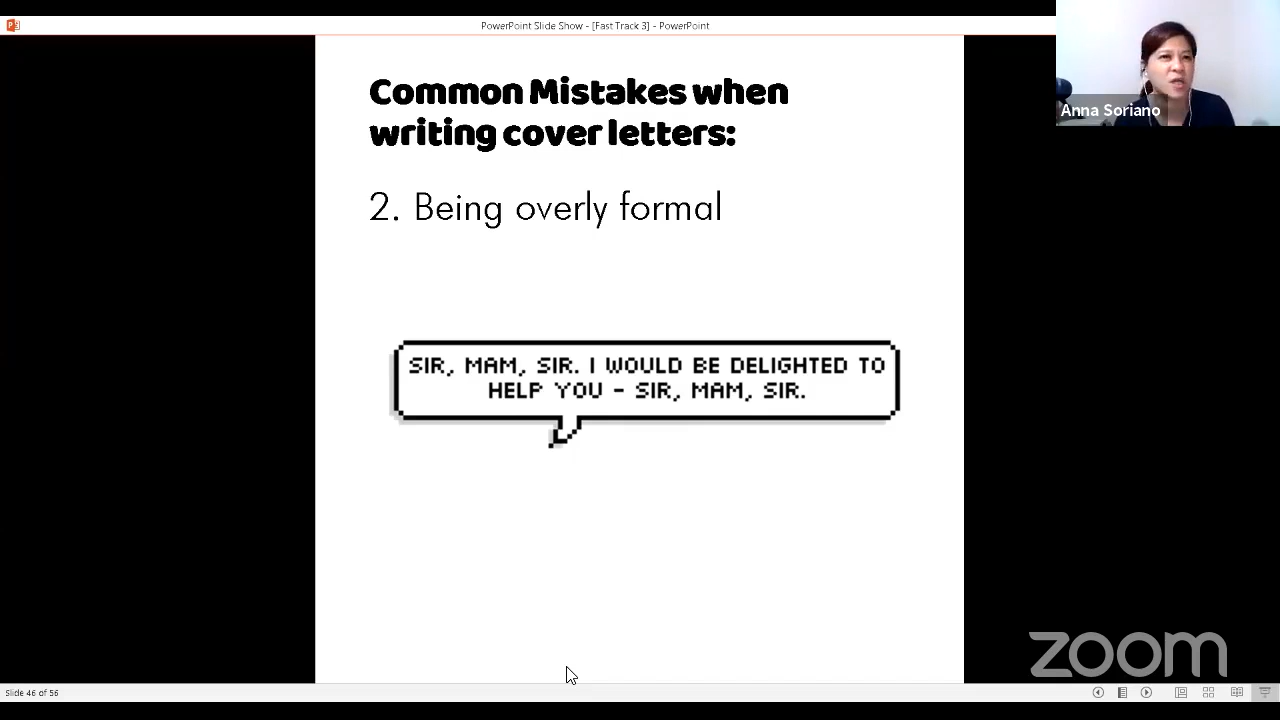 PowerPoint Slide Show - [Fast Track 3] - PowerPoint
Common Mistakes when
writing cover letters:
2. Being overly formal
SIR, MAM, SIR. I WOULD BE DELIGHTED TO
HELP YOU - SIR, MAM, SIR.
Anna Soriano
zoom
Slide 46 of 56